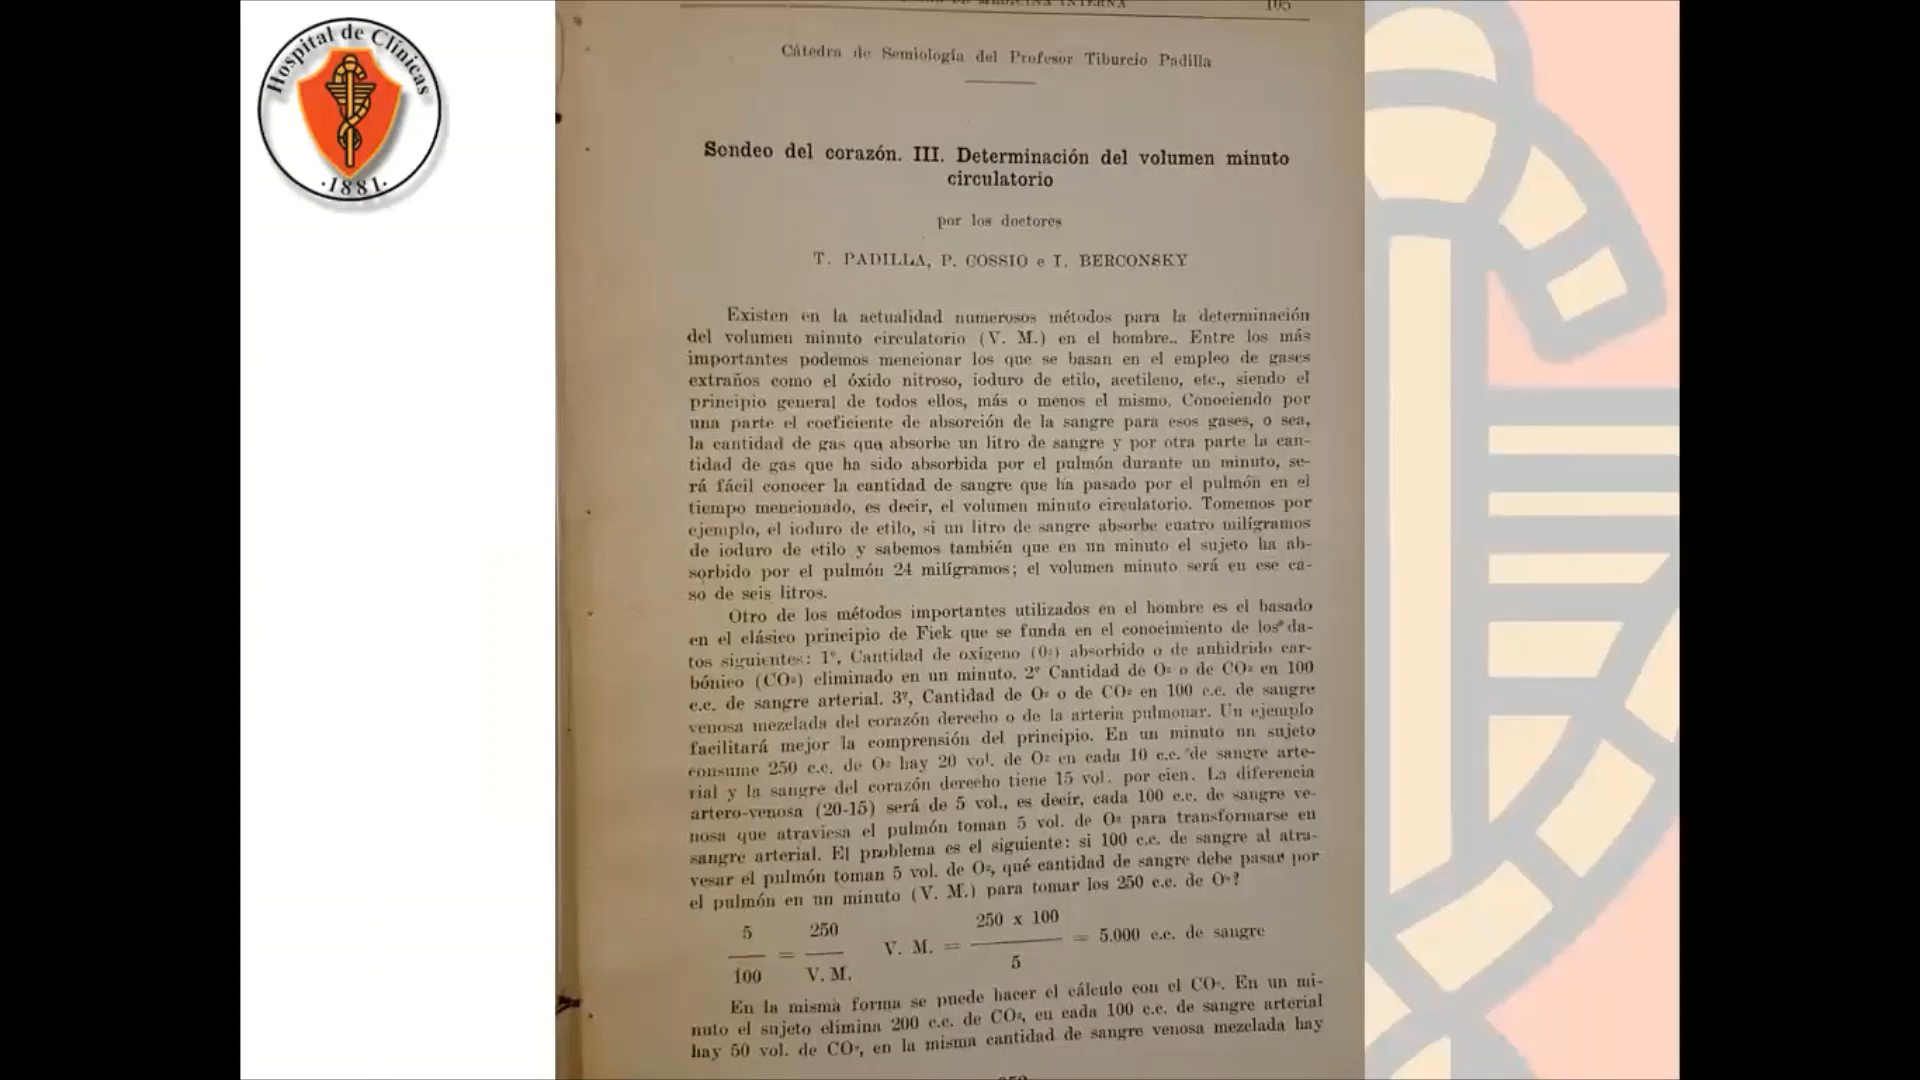 Hospital de Clínicas
·1881·
DE MEDICINA INTERNA 195
Cátedra de Semiología del Profesor Tiburcio Padilla
Sondeo del corazón. III. Determinación del volumen minuto
circulatorio
por los doctores
T. PADILLA, P. COSSIO e I. BERCONSKY
Existen en la actualidad numerosos métodos para la determinación
del volumen minuto circulatorio (V. M.) en el hombre.. Entre los más
importantes podemos mencionar los que se basan en el empleo de gases
extraños como el óxido nitroso, ioduro de etilo, acetileno, etc., siendo el
principio general de todos ellos, más o menos el mismo. Conociendo por
una parte el coeficiente de absorción de la sangre para esos gases, o sea,
la cantidad de gas que absorbe un litro de sangre y por otra parte la can-
tidad de gas que ha sido absorbida por el pulmón durante un minuto, se-
rá fácil conocer la cantidad de sangre que ha pasado por el pulmón en el
tiempo mencionado, es decir, el volumen minuto circulatorio. Tomemos por
ejemplo, el ioduro de etilo, si un litro de sangre absorbe cuatro milígramos
de ioduro de etilo y sabemos también que en un minuto el sujeto ha ab-
sorbido por el pulmón 24 milígramos; el volumen minuto será en ese ca-
so de seis litros.
Otro de los métodos importantes utilizados en el hombre es el basado
en el clásico principio de Fick que se funda en el conocimiento de los da-
tos siguientes: 1º, Cantidad de oxígeno (O₂) absorbido o de anhidrido car-
bónico (CO₂) eliminado en un minuto. 2º Cantidad de O₂ o de CO₂ en 100
c.c. de sangre arterial. 3º, Cantidad de O₂ o de CO₂ en 100 c.c. de sangre
venosa mezclada del corazón derecho o de la arteria pulmonar. Un ejemplo
facilitará mejor la comprensión del principio. En un minuto un sujeto
consume 250 c.c. de O₂ hay 20 vol. de O₂ en cada 10 c.c. de sangre arte-
rial y la sangre del corazón derecho tiene 15 vol. por cien. La diferencia
artero-venosa (20-15) será de 5 vol., es decir, cada 100 c.c. de sangre ve-
nosa que atraviesa el pulmón toman 5 vol. de O₂ para transformarse en
sangre arterial. El problema es el siguiente: si 100 c.c. de sangre al atra-
vesar el pulmón toman 5 vol. de O₂, qué cantidad de sangre debe pasar por
el pulmón en un minuto (V. M.) para tomar los 250 c.c. de O₂?
5 250 250 x 100
= V. M. = = 5.000 c.c. de sangre
100 V. M. 5
En la misma forma se puede hacer el cálculo con el CO₂. En un mi-
nuto el sujeto elimina 200 c.c. de CO₂, en cada 100 c.c. de sangre arterial
hay 50 vol. de CO₂, en la misma cantidad de sangre venosa mezclada hay